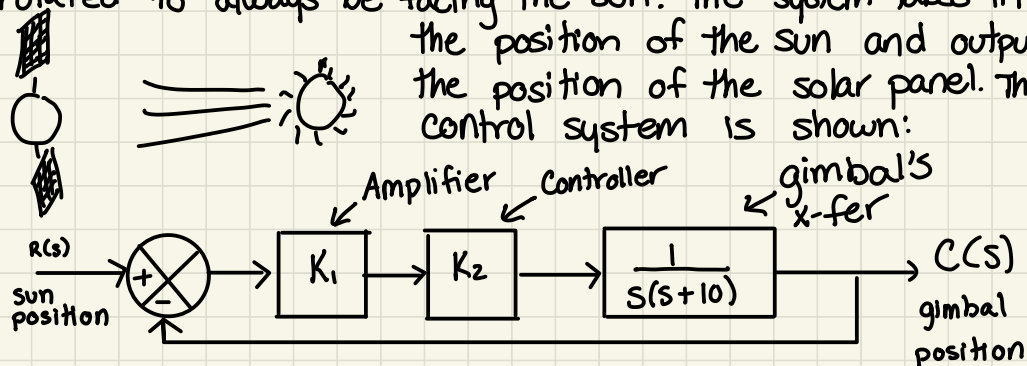 the position of the sun and outpu
the position of the solar panel. Th
control system is shown:
Amplifier
Controller
gimbal's
x-fer
R(s)
sun
position
+
-
K₁
K₂
1
s(s+10)
C(s)
gimbal
position